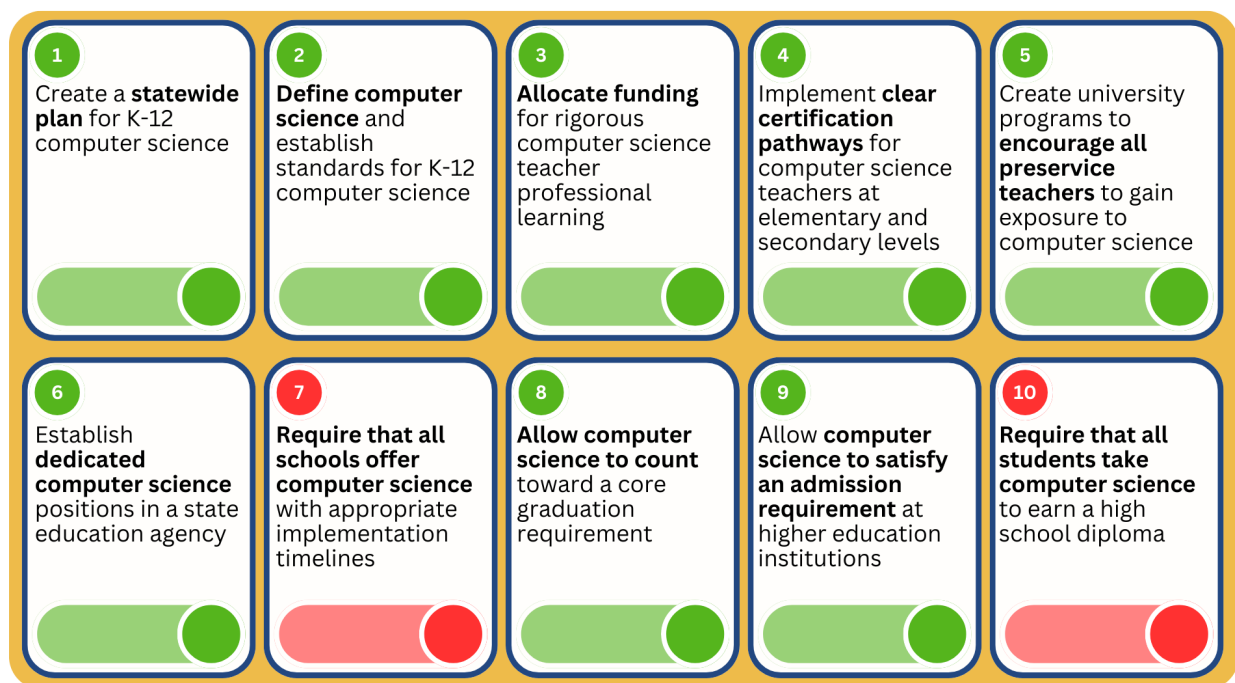 1
Create a statewide
plan for K-12
computer science
2
Define computer
science and
establish
standards for K-12
computer science
3
Allocate funding
for rigorous
computer science
teacher
professional
learning
4
Implement clear
certification
pathways for
computer science
teachers at
elementary and
secondary levels
5
Create university
programs to
encourage all
preservice
teachers to gain
exposure to
computer science
6
Establish
dedicated
computer science
positions in a state
education agency
7
Require that all
schools offer
computer science
with appropriate
implementation
timelines
8
Allow computer
science to count
toward a core
graduation
requirement
9
Allow computer
science to satisfy
an admission
requirement at
higher education
institutions
10
Require that all
students take
computer science
to earn a high
school diploma